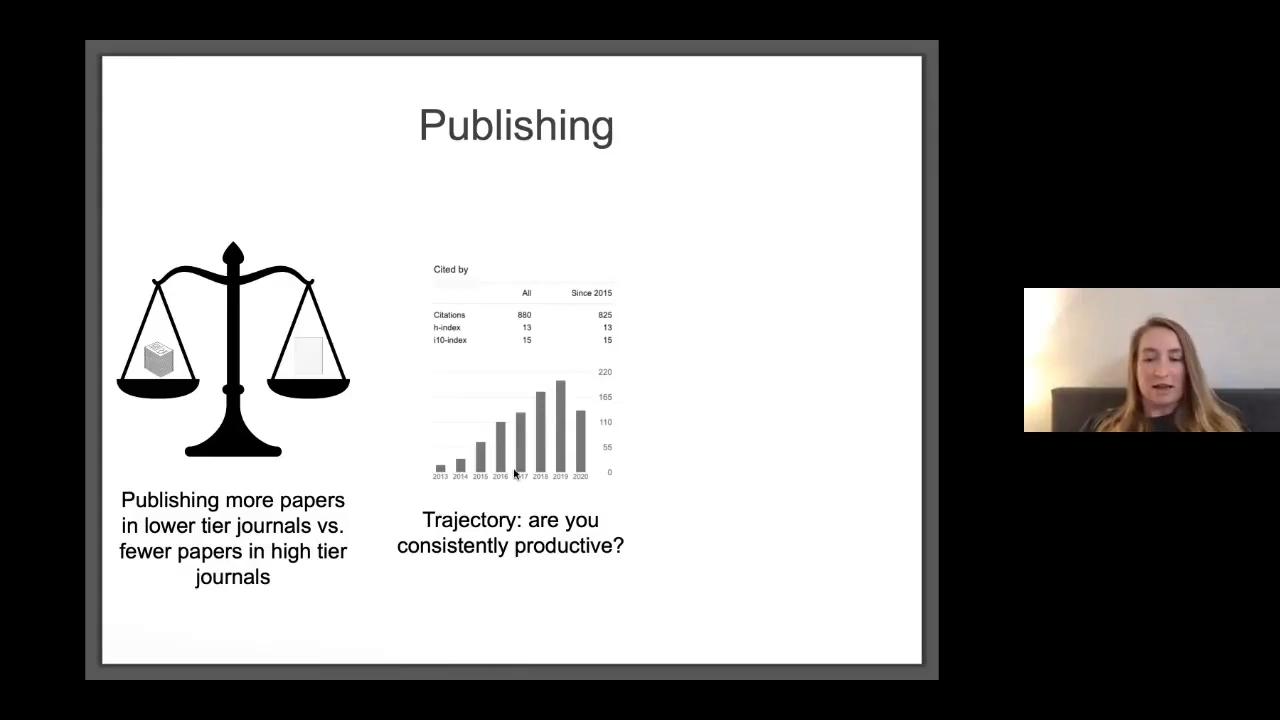 Publishing
Publishing more papers
in lower tier journals vs.
fewer papers in high tier
journals
Cited by
All Since 2015
Citations 880 825
h-index 13 13
i10-index 15 15
220
165
110
55
0
2013 2014 2015 2016 2017 2018 2019 2020
Trajectory: are you
consistently productive?